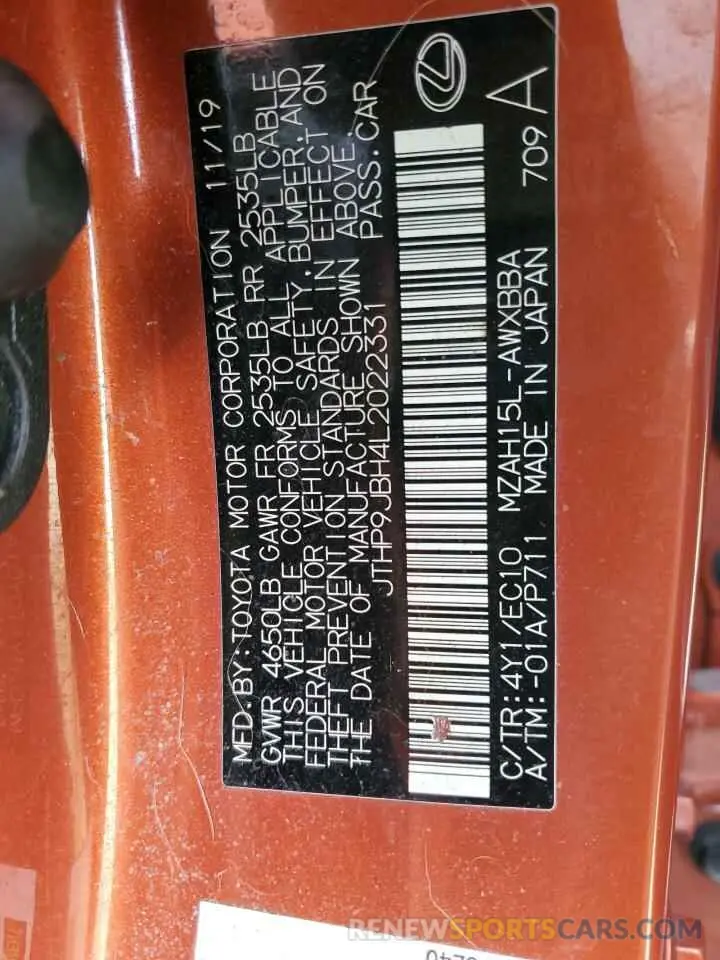 MFD.BY:TOYOTA MOTOR CORPORATION 11/19
GVWR 4650LB GAWR FR 2535LB RR 2535LB
THIS VEHICLE CONFORMS TO ALL APPLICABLE
FEDERAL MOTOR VEHICLE SAFETY,BUMPER,AND
THEFT PREVENTION STANDARDS IN EFFECT ON
THE DATE OF MANUFACTURE SHOWN ABOVE.
JTHP9JBH4L2022331 PASS.CAR
C/TR:4Y1/EC10 MZAH15L-AWXBBA 709
A/TM:-01A/P711 MADE IN JAPAN A
RENEWSPORTSCARS.COM